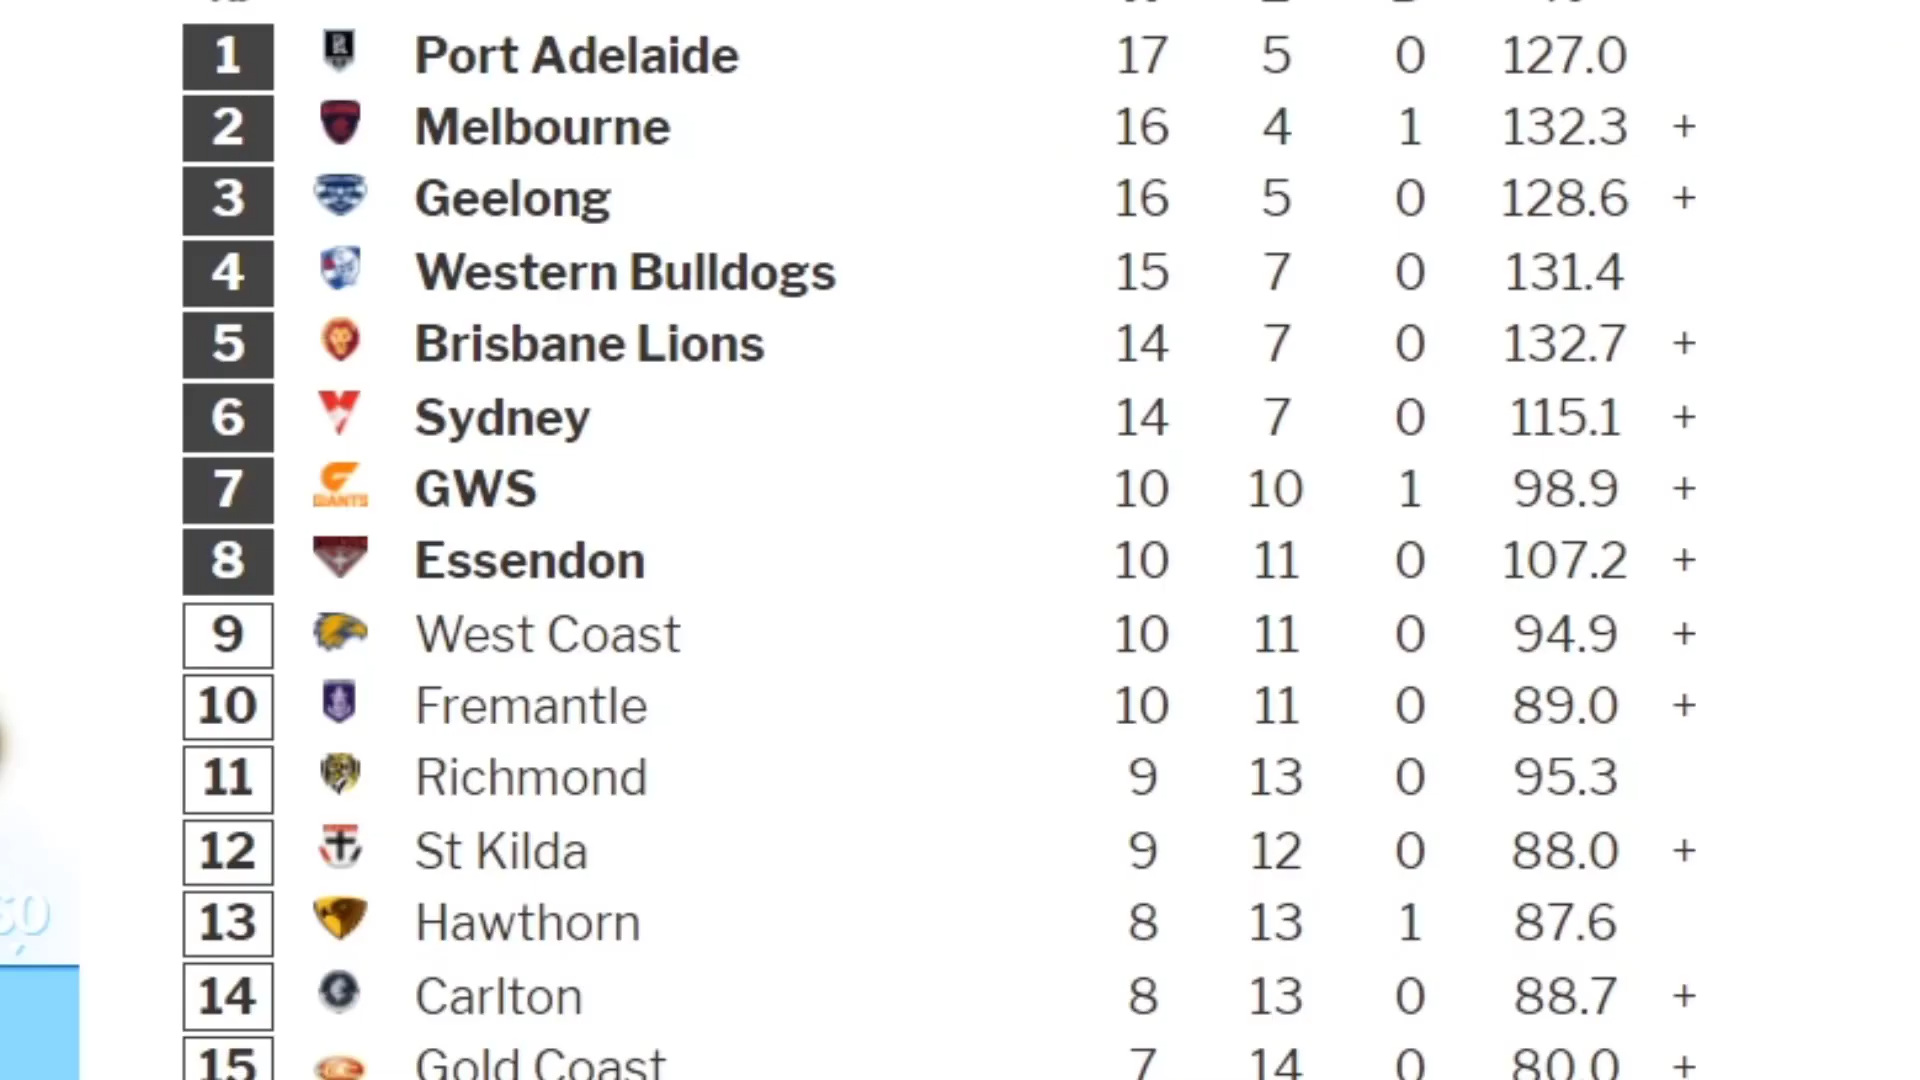 1 Port Adelaide 17 5 0 127.0
2 Melbourne 16 4 1 132.3 +
3 Geelong 16 5 0 128.6 +
4 Western Bulldogs 15 7 0 131.4
5 Brisbane Lions 14 7 0 132.7 +
6 Sydney 14 7 0 115.1 +
7 GIANTS GWS 10 10 1 98.9 +
8 Essendon 10 11 0 107.2 +
9 West Coast 10 11 0 94.9 +
10 Fremantle 10 11 0 89.0 +
11 Richmond 9 13 0 95.3
12 St Kilda 9 12 0 88.0 +
13 Hawthorn 8 13 1 87.6
14 Carlton 8 13 0 88.7 +
15 Gold Coast 7 14 0 80.0 +